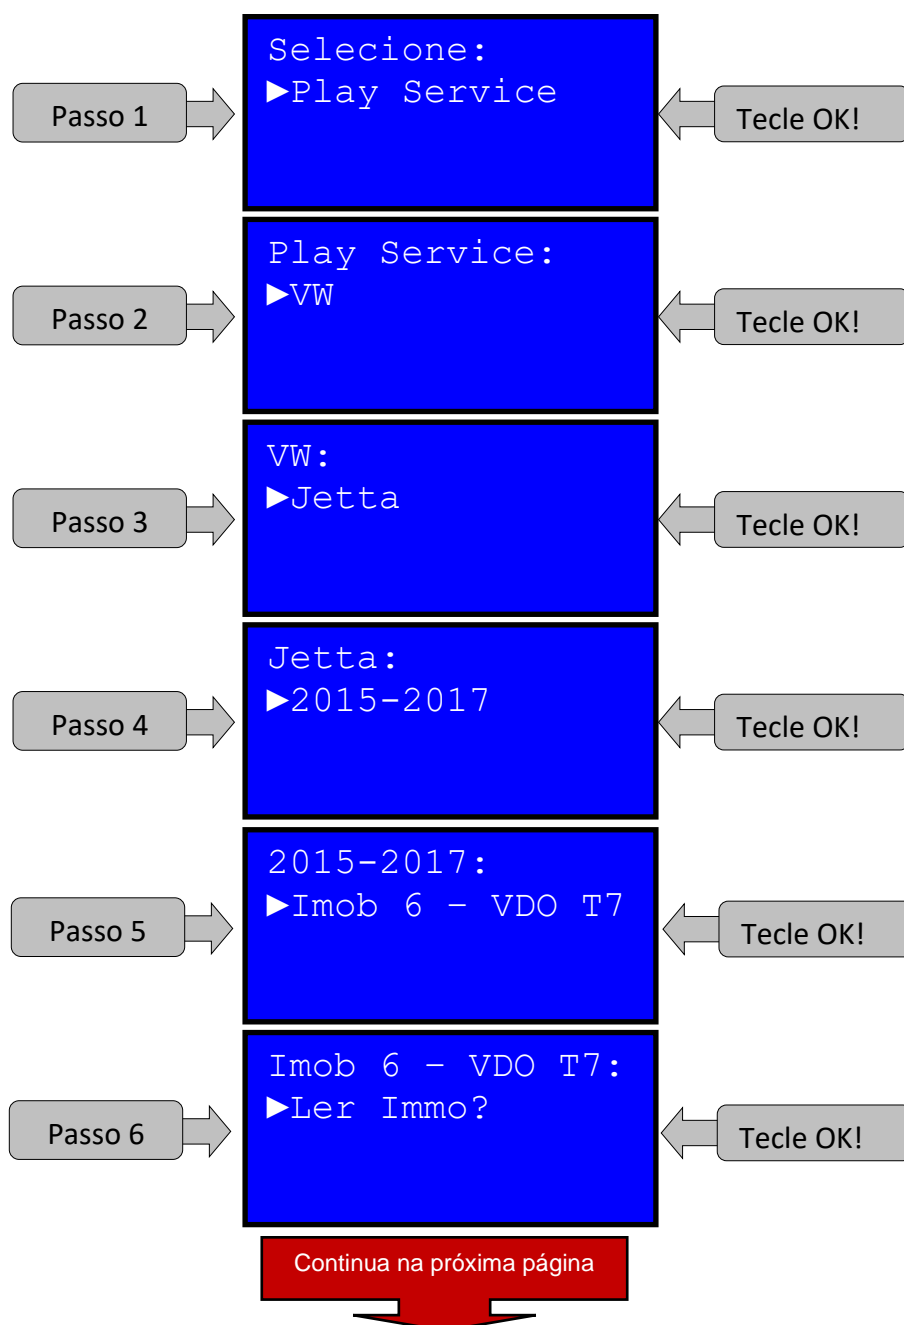 Selecione:
►Play Service
Passo 1
Tecle OK!
Play Service:
►VW
Passo 2
Tecle OK!
VW:
►Jetta
Passo 3
Tecle OK!
Jetta:
►2015-2017
Passo 4
Tecle OK!
2015-2017:
►Imob 6 – VDO T7
Passo 5
Tecle OK!
Imob 6 – VDO T7:
►Ler Immo?
Passo 6
Tecle OK!
Continua na próxima página